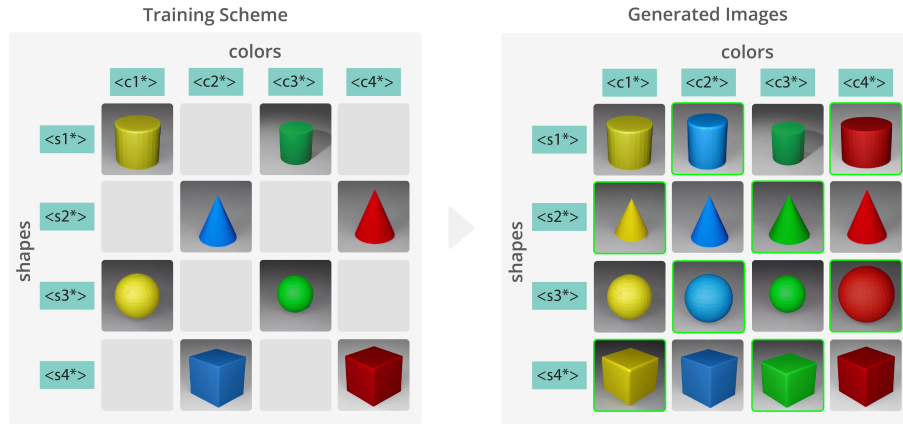 Training Scheme
Generated Images
colors
colors
<c1*> <c2*> <c3*> <c4*>
<c1*> <c2*> <c3*> <c4*>
<s1*>
<s1*>
<s2*>
<s2*>
shapes
shapes
<s3*>
<s3*>
<s4*>
<s4*>